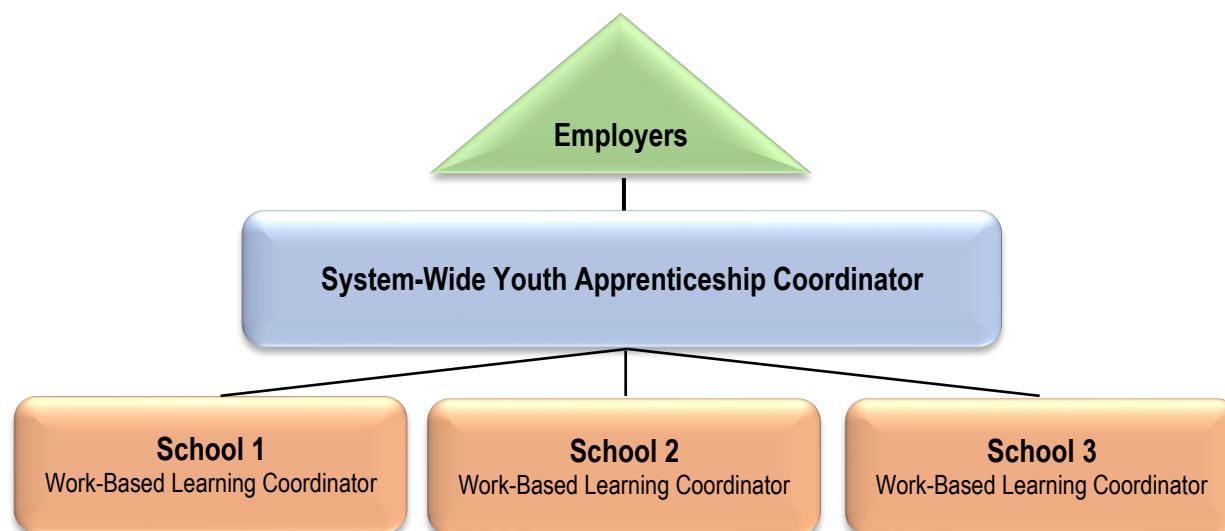 Employers
System-Wide Youth Apprenticeship Coordinator
School 1
Work-Based Learning Coordinator
School 2
Work-Based Learning Coordinator
School 3
Work-Based Learning Coordinator